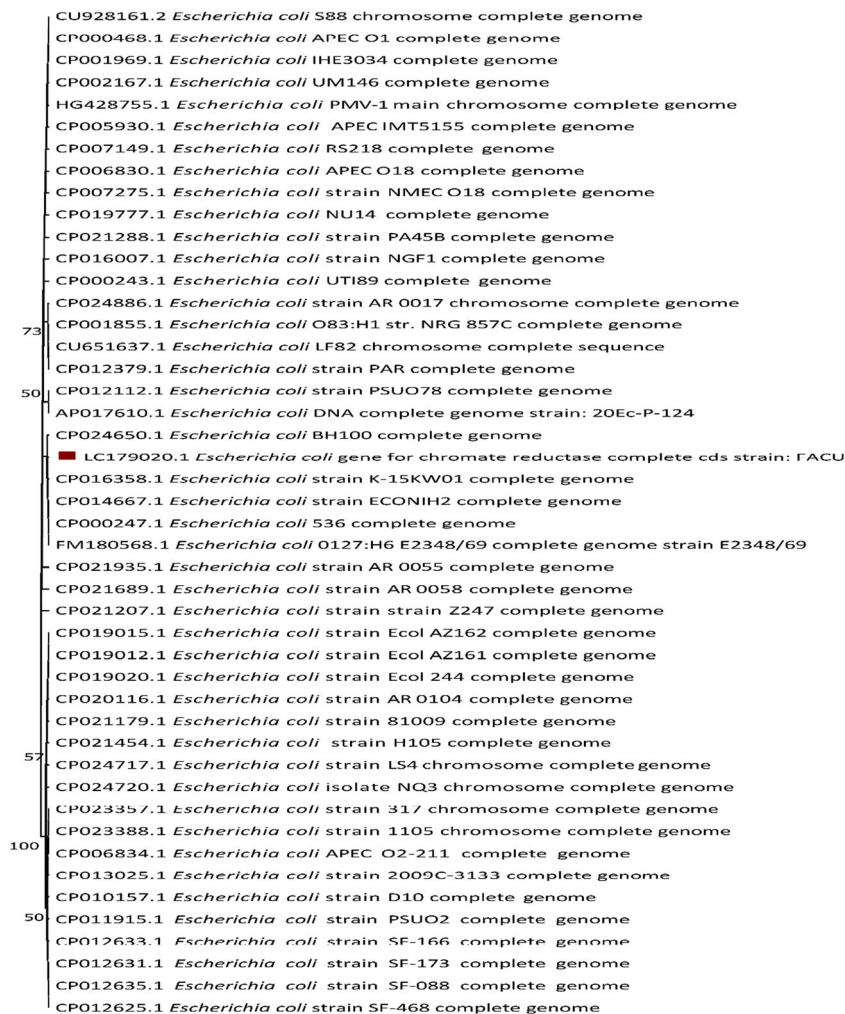 CU928161.2 Escherichia coli S88 chromosome complete genome
CP000468.1 Escherichia coli APEC O1 complete genome
CP001969.1 Escherichia coli IHE3034 complete genome
CP002167.1 Escherichia coli UM146 complete genome
HG428755.1 Escherichia coli PMV-1 main chromosome complete genome
CP005930.1 Escherichia coli APEC IMT5155 complete genome
CP007149.1 Escherichia coli RS218 complete genome
CP006830.1 Escherichia coli APEC O18 complete genome
CP007275.1 Escherichia coli strain NMEC O18 complete genome
CP019777.1 Escherichia coli NU14 complete genome
CP021288.1 Escherichia coli strain PA45B complete genome
CP016007.1 Escherichia coli strain NGF1 complete genome
CP000243.1 Escherichia coli UTI89 complete genome
CP024886.1 Escherichia coli strain AR 0017 chromosome complete genome
CP001855.1 Escherichia coli O83:H1 str. NRG 857C complete genome
73
CU651637.1 Escherichia coli LF82 chromosome complete sequence
CP012379.1 Escherichia coli strain PAR complete genome
CP012112.1 Escherichia coli strain PSUO78 complete genome
50
AP017610.1 Escherichia coli DNA complete genome strain: 20Ec-P-124
CP024650.1 Escherichia coli BH100 complete genome
LC179020.1 Escherichia coli gene for chromate reductase complete cds strain: FACU
CP016358.1 Escherichia coli strain K-15KW01 complete genome
CP014667.1 Escherichia coli strain ECONIH2 complete genome
CP000247.1 Escherichia coli 536 complete genome
FM180568.1 Escherichia coli 0127:H6 E2348/69 complete genome strain E2348/69
CP021935.1 Escherichia coli strain AR 0055 complete genome
CP021689.1 Escherichia coli strain AR 0058 complete genome
CP021207.1 Escherichia coli strain strain Z247 complete genome
CP019015.1 Escherichia coli strain Ecol AZ162 complete genome
CP019012.1 Escherichia coli strain Ecol AZ161 complete genome
CP019020.1 Escherichia coli strain Ecol 244 complete genome
CP020116.1 Escherichia coli strain AR 0104 complete genome
CP021179.1 Escherichia coli strain 81009 complete genome
CP021454.1 Escherichia coli strain H105 complete genome
57
CP024717.1 Escherichia coli strain LS4 chromosome complete genome
CP024720.1 Escherichia coli isolate NQ3 chromosome complete genome
CP023357.1 Escherichia coli strain 317 chromosome complete genome
CP023388.1 Escherichia coli strain 1105 chromosome complete genome
100
CP006834.1 Escherichia coli APEC O2-211 complete genome
CP013025.1 Escherichia coli strain 2009C-3133 complete genome
CP010157.1 Escherichia coli strain D10 complete genome
50
CP011915.1 Escherichia coli strain PSUO2 complete genome
CP012633.1 Escherichia coli strain SF-166 complete genome
CP012631.1 Escherichia coli strain SF-173 complete genome
CP012635.1 Escherichia coli strain SF-088 complete genome
CP012625.1 Escherichia coli strain SF-468 complete genome